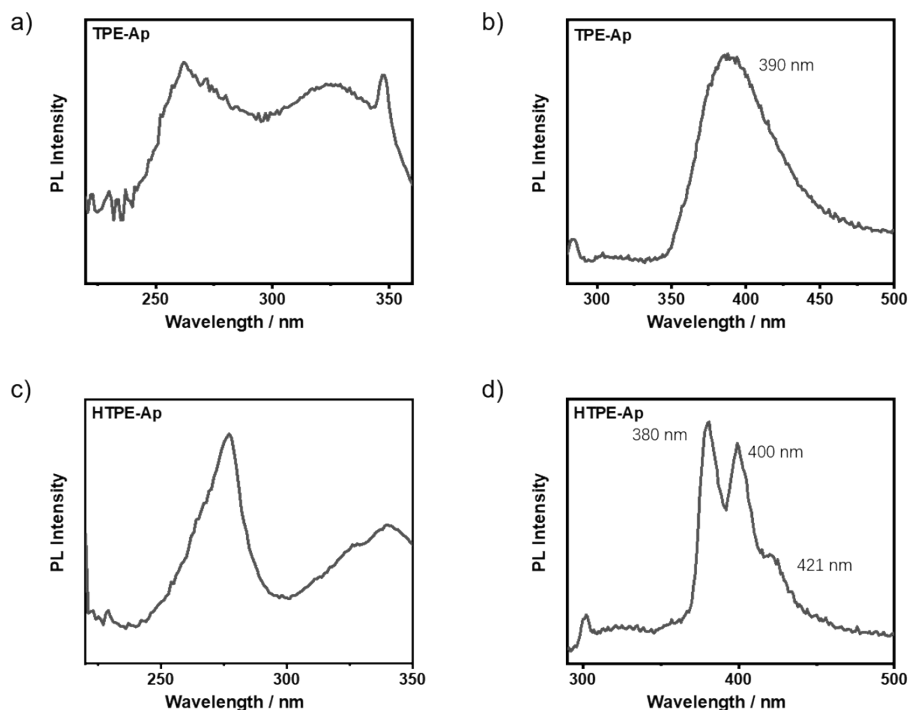 a)
TPE-Ap
PL Intensity
250 300 350
Wavelength / nm
b)
TPE-Ap
390 nm
PL Intensity
300 350 400 450 500
Wavelength / nm
c)
HTPE-Ap
PL Intensity
250 300 350
Wavelength / nm
d)
HTPE-Ap
380 nm
400 nm
421 nm
PL Intensity
300 400 500
Wavelength / nm